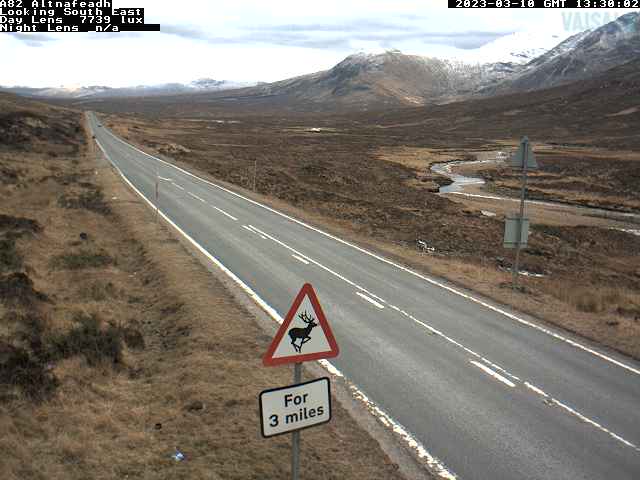 A82 Altnafeadh
Looking South East
Day Lens 7739 lux
Night Lens n/a
2023-03-10 GMT 13:30:02
VAISALA
For
3 miles